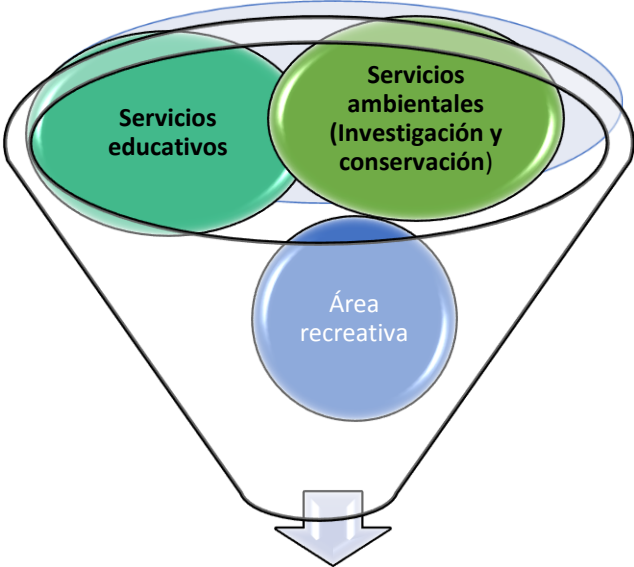 Servicios
educativos
Servicios
ambientales
(Investigación y
conservación)
Área
recreativa